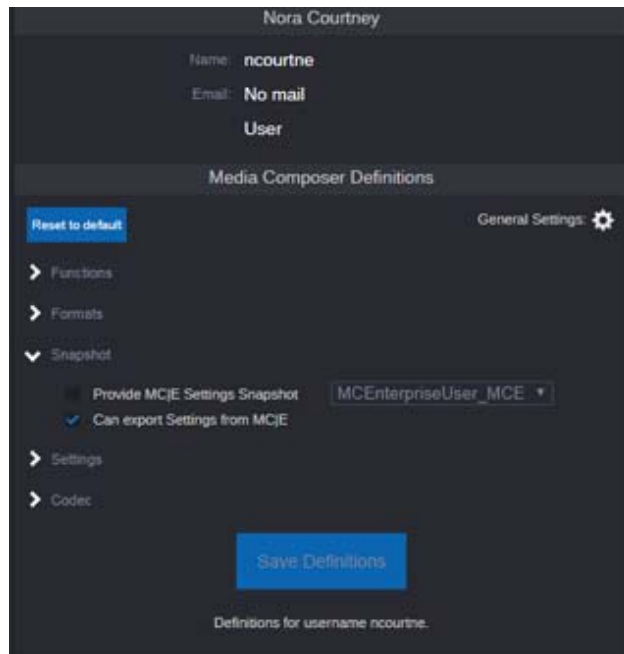 Nora Courtney
Name: ncourtne
Email: No mail
User
Media Composer Definitions
Reset to default
General Settings:
Functions
Formats
Snapshot
Provide MC|E Settings Snapshot MCEnterpriseUser_MCE
Can export Settings from MC|E
Settings
Codec
Save Definitions
Definitions for username ncourtne.